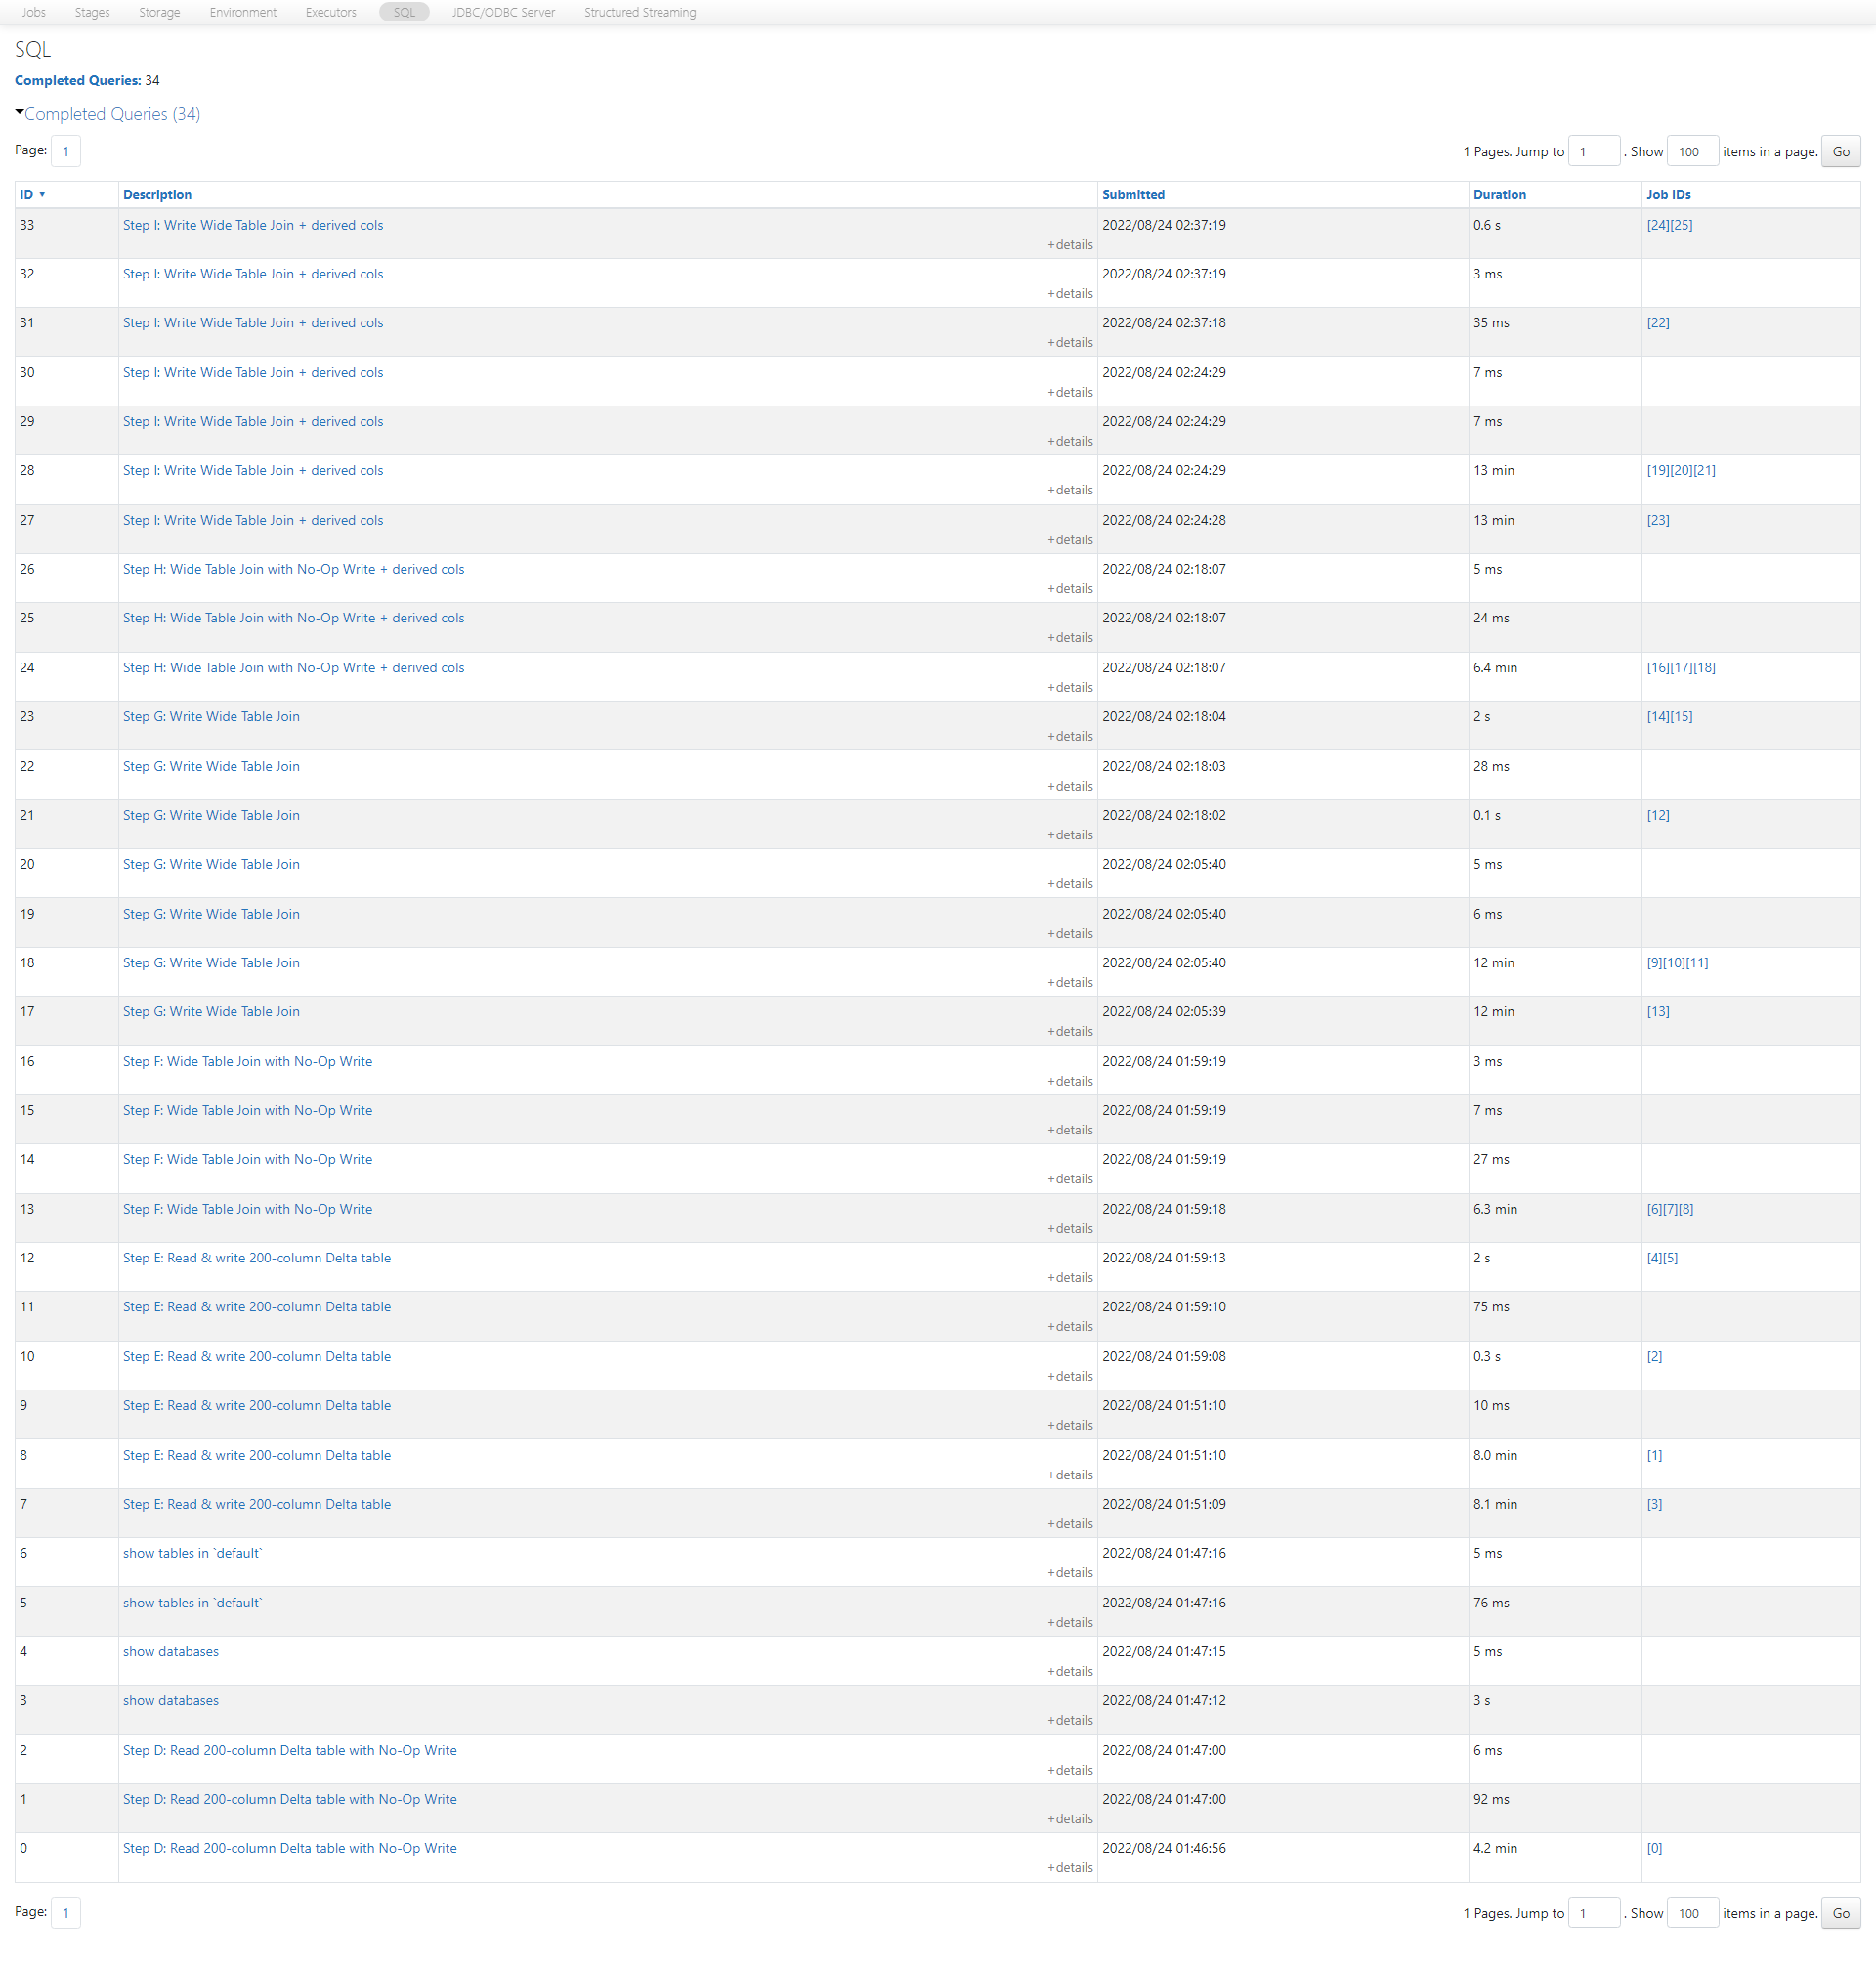 Jobs Stages Storage Environment Executors SQL JDBC/ODBC Server Structured Streaming
SQL
Completed Queries: 34
Completed Queries (34)
Page: 1 1 Pages. Jump to 1 . Show 100 items in a page. Go
ID Description Submitted Duration Job IDs
33 Step I: Write Wide Table Join + derived cols 2022/08/24 02:37:19 0.6 s [24][25]
+details
32 Step I: Write Wide Table Join + derived cols 2022/08/24 02:37:19 3 ms
+details
31 Step I: Write Wide Table Join + derived cols 2022/08/24 02:37:18 35 ms [22]
+details
30 Step I: Write Wide Table Join + derived cols 2022/08/24 02:24:29 7 ms
+details
29 Step I: Write Wide Table Join + derived cols 2022/08/24 02:24:29 7 ms
+details
28 Step I: Write Wide Table Join + derived cols 2022/08/24 02:24:29 13 min [19][20][21]
+details
27 Step I: Write Wide Table Join + derived cols 2022/08/24 02:24:28 13 min [23]
+details
26 Step H: Wide Table Join with No-Op Write + derived cols 2022/08/24 02:18:07 5 ms
+details
25 Step H: Wide Table Join with No-Op Write + derived cols 2022/08/24 02:18:07 24 ms
+details
24 Step H: Wide Table Join with No-Op Write + derived cols 2022/08/24 02:18:07 6.4 min [16][17][18]
+details
23 Step G: Write Wide Table Join 2022/08/24 02:18:04 2 s [14][15]
+details
22 Step G: Write Wide Table Join 2022/08/24 02:18:03 28 ms
+details
21 Step G: Write Wide Table Join 2022/08/24 02:18:02 0.1 s [12]
+details
20 Step G: Write Wide Table Join 2022/08/24 02:05:40 5 ms
+details
19 Step G: Write Wide Table Join 2022/08/24 02:05:40 6 ms
+details
18 Step G: Write Wide Table Join 2022/08/24 02:05:40 12 min [9][10][11]
+details
17 Step G: Write Wide Table Join 2022/08/24 02:05:39 12 min [13]
+details
16 Step F: Wide Table Join with No-Op Write 2022/08/24 01:59:19 3 ms
+details
15 Step F: Wide Table Join with No-Op Write 2022/08/24 01:59:19 7 ms
+details
14 Step F: Wide Table Join with No-Op Write 2022/08/24 01:59:19 27 ms
+details
13 Step F: Wide Table Join with No-Op Write 2022/08/24 01:59:18 6.3 min [6][7][8]
+details
12 Step E: Read & write 200-column Delta table 2022/08/24 01:59:13 2 s [4][5]
+details
11 Step E: Read & write 200-column Delta table 2022/08/24 01:59:10 75 ms
+details
10 Step E: Read & write 200-column Delta table 2022/08/24 01:59:08 0.3 s [2]
+details
9 Step E: Read & write 200-column Delta table 2022/08/24 01:51:10 10 ms
+details
8 Step E: Read & write 200-column Delta table 2022/08/24 01:51:10 8.0 min [1]
+details
7 Step E: Read & write 200-column Delta table 2022/08/24 01:51:09 8.1 min [3]
+details
6 show tables in `default` 2022/08/24 01:47:16 5 ms
+details
5 show tables in `default` 2022/08/24 01:47:16 76 ms
+details
4 show databases 2022/08/24 01:47:15 5 ms
+details
3 show databases 2022/08/24 01:47:12 3 s
+details
2 Step D: Read 200-column Delta table with No-Op Write 2022/08/24 01:47:00 6 ms
+details
1 Step D: Read 200-column Delta table with No-Op Write 2022/08/24 01:47:00 92 ms
+details
0 Step D: Read 200-column Delta table with No-Op Write 2022/08/24 01:46:56 4.2 min [0]
+details
Page: 1 1 Pages. Jump to 1 . Show 100 items in a page. Go